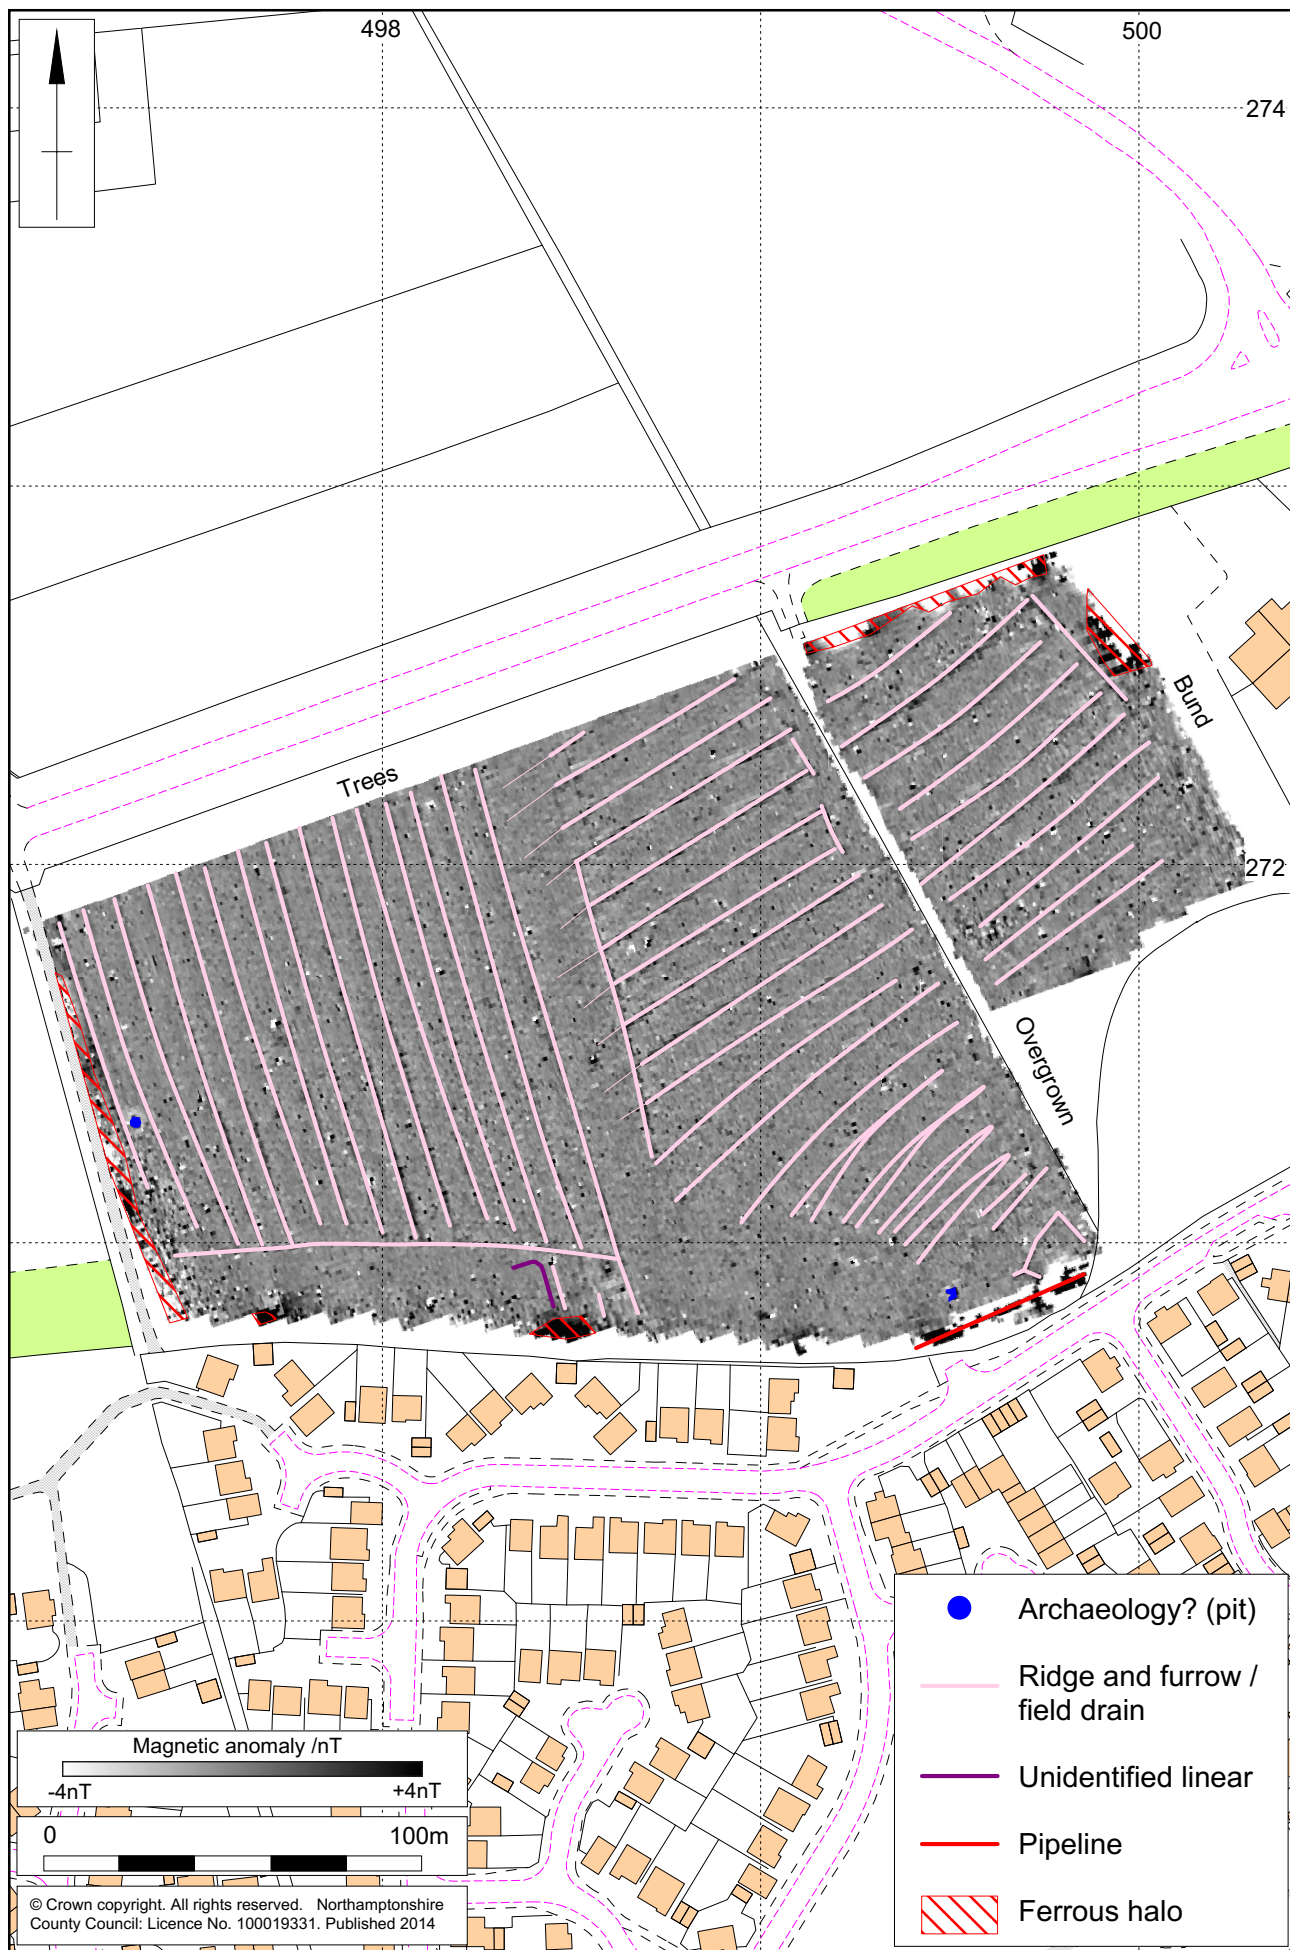 498
500
274
Trees
Bund
272
Overgrown
Archaeology? (pit)
Ridge and furrow /
field drain
Unidentified linear
Pipeline
Ferrous halo
Magnetic anomaly /nT
-4nT +4nT
0 100m
© Crown copyright. All rights reserved. Northamptonshire
County Council: Licence No. 100019331. Published 2014